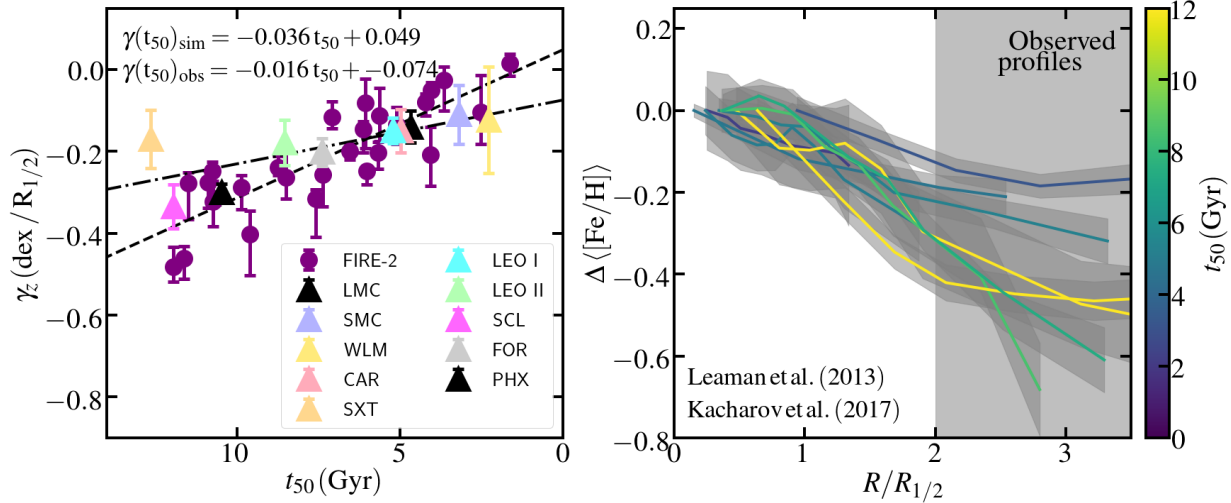 γ(t50)sim = −0.036 t50 + 0.049
γ(t50)obs = −0.016 t50 + −0.074
0.0
−0.2
−0.4
−0.6
−0.8
γz (dex / R1/2)
FIRE-2
LMC
SMC
WLM
CAR
SXT
LEO I
LEO II
SCL
FOR
PHX
10
5
0
t50 (Gyr)
0.2
0.0
−0.2
−0.4
−0.6
−0.8
Δ⟨[Fe/H]⟩
Observed
profiles
Leaman et al. (2013)
Kacharov et al. (2017)
0
1
2
3
R/R1/2
12
10
8
6
4
2
0
t50 (Gyr)